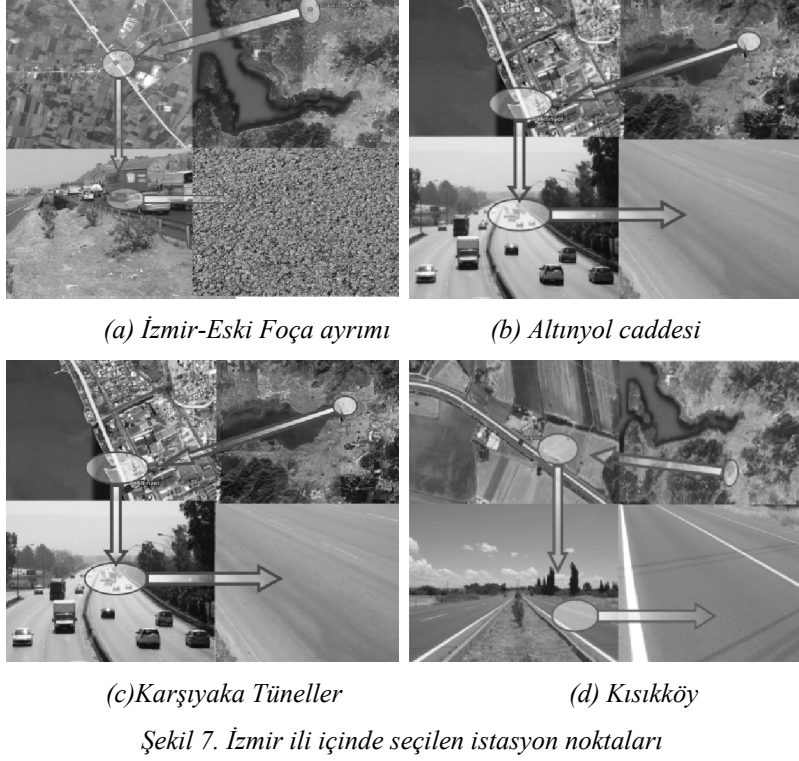 (a) İzmir-Eski Foça ayrımı
(b) Altınyol caddesi
(c)Karşıyaka Tüneller
(d) Kısıkköy
Şekil 7. İzmir ili içinde seçilen istasyon noktaları